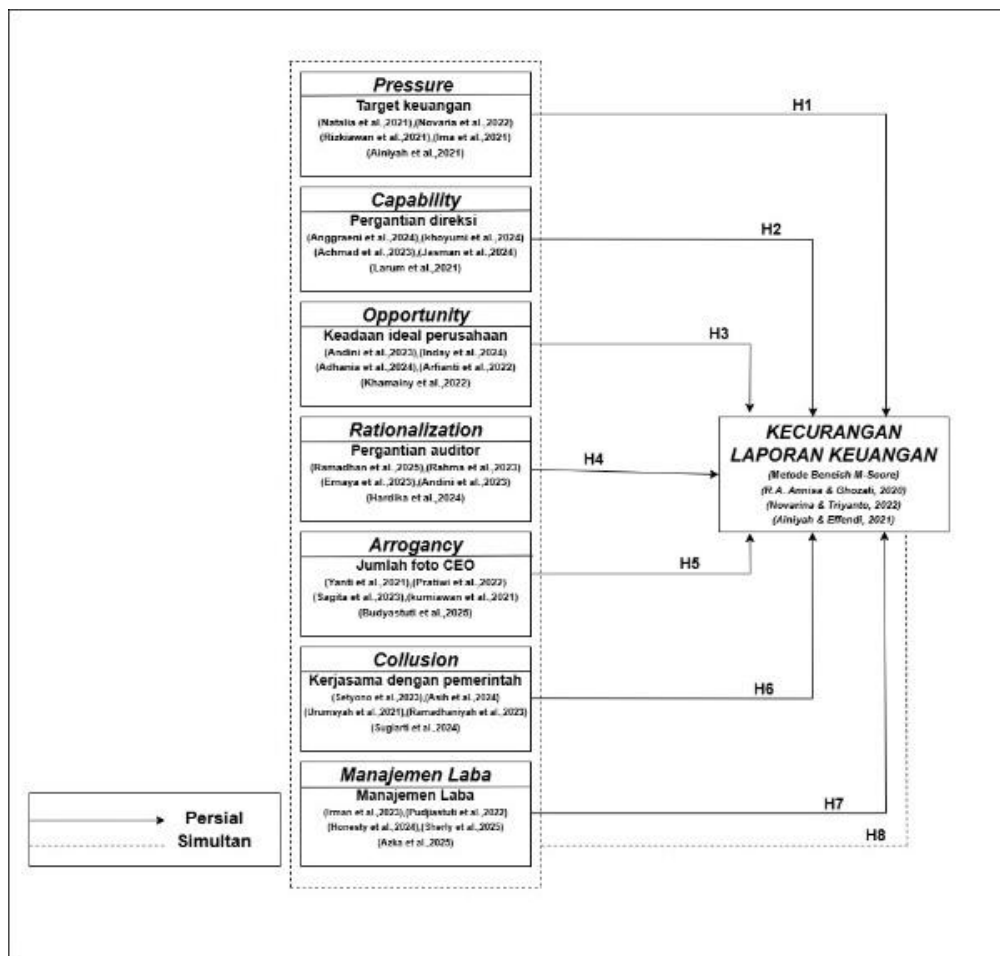 Pressure
Target keuangan
(Natalia et al.,2021),(Novaria et al.,2022)
(Rizkiawan et al.,2021),(Ima et al.,2021)
(Ainiyah et al.,2021)
H1
Capability
Pergantian direksi
(Anggraeni et al.,2024),(khoyumi et al.,2024)
(Achmad et al.,2023),(Jasman et al.,2024)
(Larum et al.,2021)
H2
Opportunity
Keadaan ideal perusahaan
(Andini et al.,2023),(Inday et al.,2024)
(Adhania et al.,2024),(Arfianti et al.,2022)
(Khamainy et al.,2022)
H3
Rationalization
Pergantian auditor
(Ramadhan et al.,2025),(Rahma et al.,2023)
(Ernaya et al.,2023),(Andini et al.,2023)
(Hardika et al.,2024)
H4
KECURANGAN
LAPORAN KEUANGAN
(Metode Beneish M-Score)
(R.A. Annisa & Ghozali, 2020)
(Novarina & Triyanto, 2022)
(Ainiyah & Effendi, 2021)
Arrogancy
Jumlah foto CEO
(Yanti et al.,2021),(Pratiwi et al.,2022)
(Sagita et al.,2023),(kurniawan et al.,2021)
(Budyastuti et al.,2025)
H5
Collusion
Kerjasama dengan pemerintah
(Setyono et al.,2023),(Asih et al.,2024)
(Urumsyah et al.,2021),(Ramadhaniyah et al.,2023)
(Sugiarti et al.,2024)
H6
Manajemen Laba
Manajemen Laba
(Irman et al.,2023),(Pudjiastuti et al.,2022)
(Honesty et al.,2024),(Sherly et al.,2025)
(Azka et al.,2025)
H7
H8
Persial
Simultan